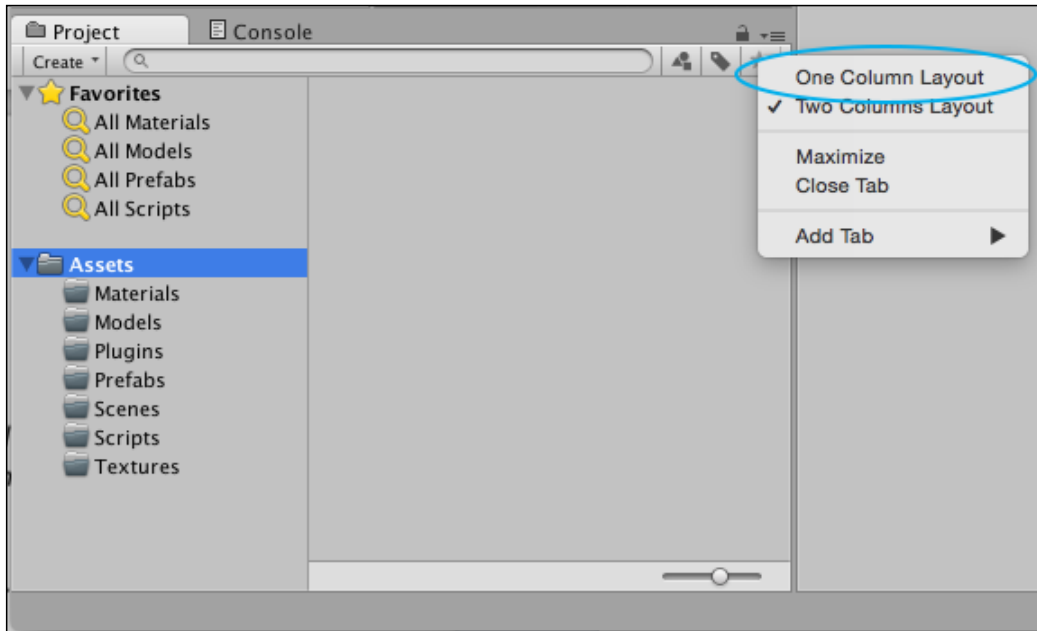 Project
Console
Create
Favorites
All Materials
All Models
All Prefabs
All Scripts
Assets
Materials
Models
Plugins
Prefabs
Scenes
Scripts
Textures
One Column Layout
Two Columns Layout
Maximize
Close Tab
Add Tab